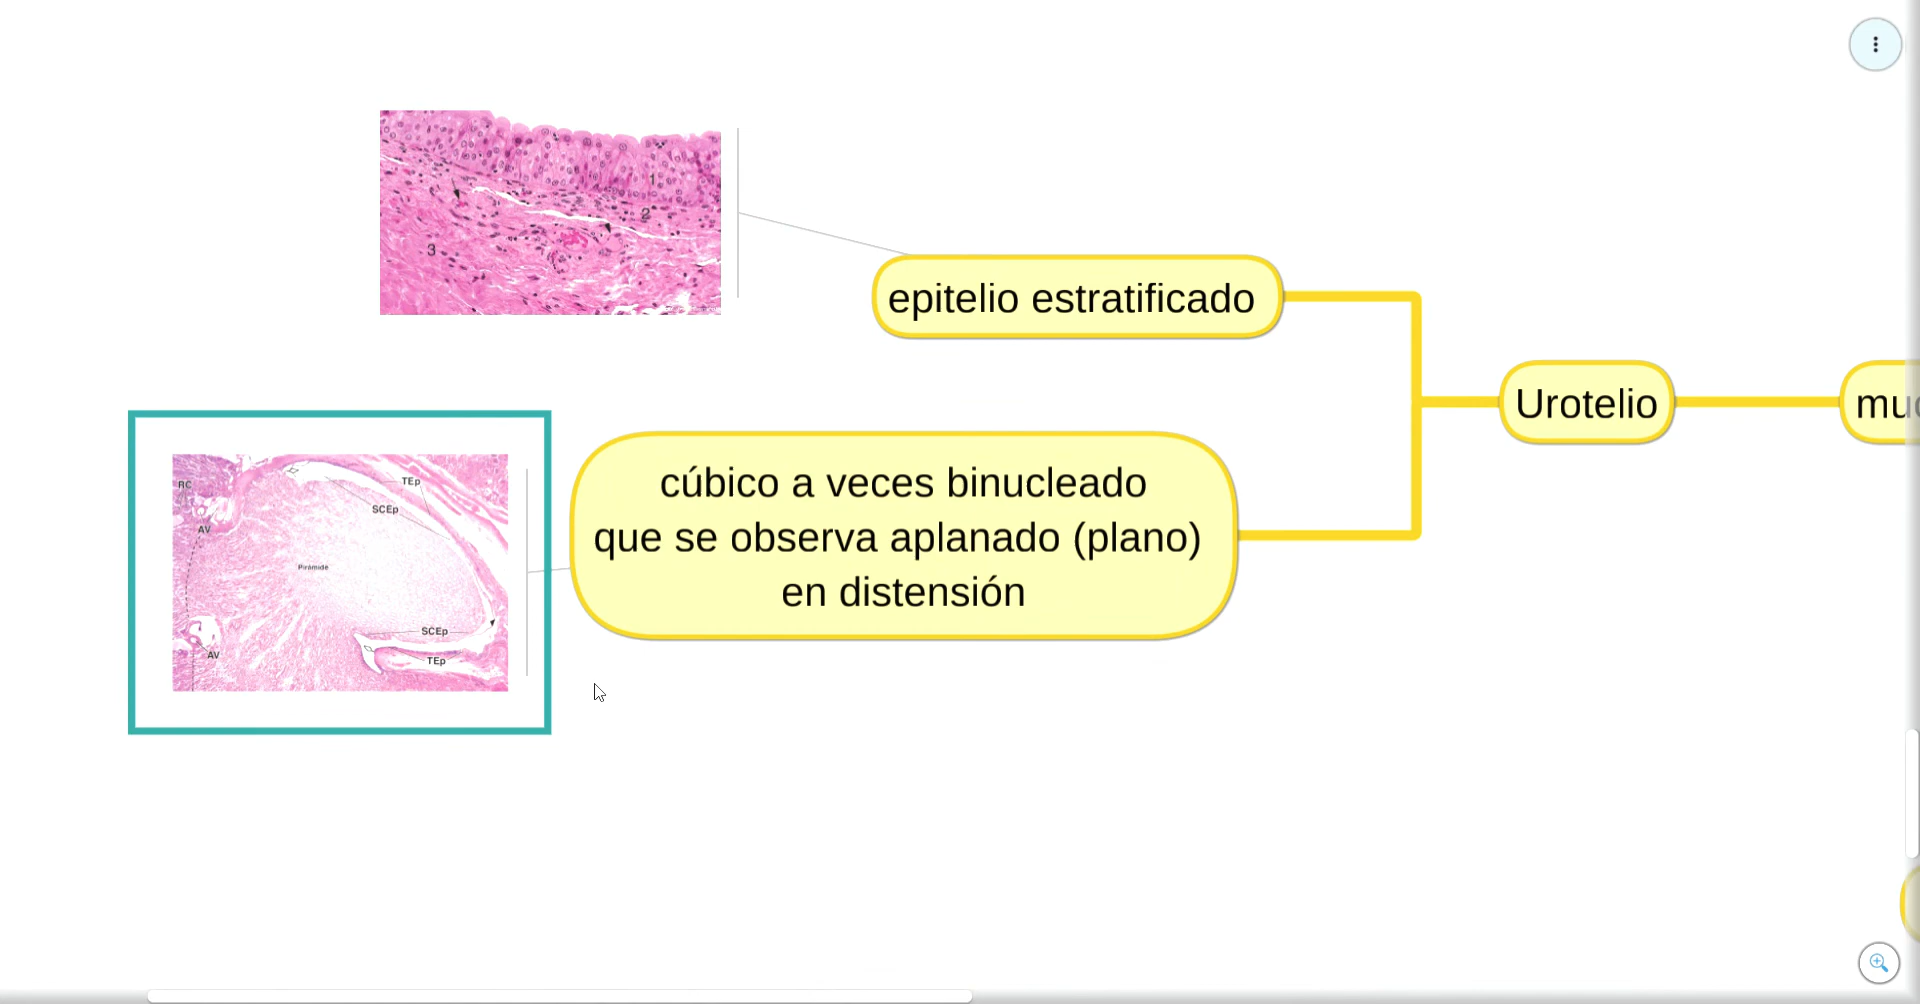 1
2
3
epitelio estratificado
Urotelio
RC
TEp
SCEp
AV
Pirámide
SCEp
AV
TEp
cúbico a veces binucleado
que se observa aplanado (plano)
en distensión